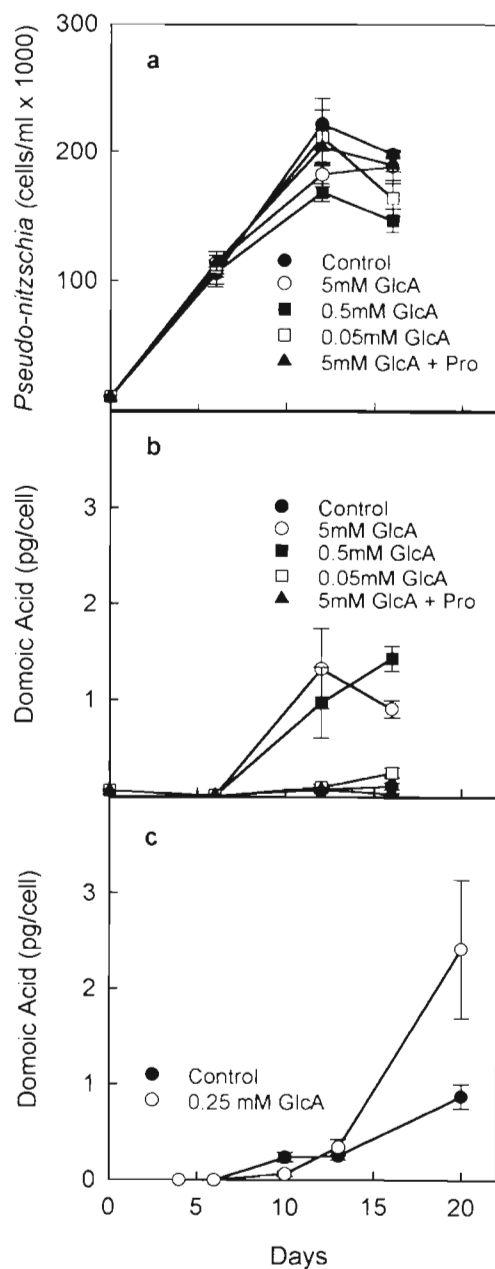 300
a
200
100
Pseudo-nitzschia (cells/ml x 1000)
Control
5mM GlcA
0.5mM GlcA
0.05mM GlcA
5mM GlcA + Pro
b
3
2
1
Domoic Acid (pg/cell)
Control
5mM GlcA
0.5mM GlcA
0.05mM GlcA
5mM GlcA + Pro
c
3
2
1
0
Domoic Acid (pg/cell)
Control
0.25 mM GlcA
0 5 10 15 20
Days